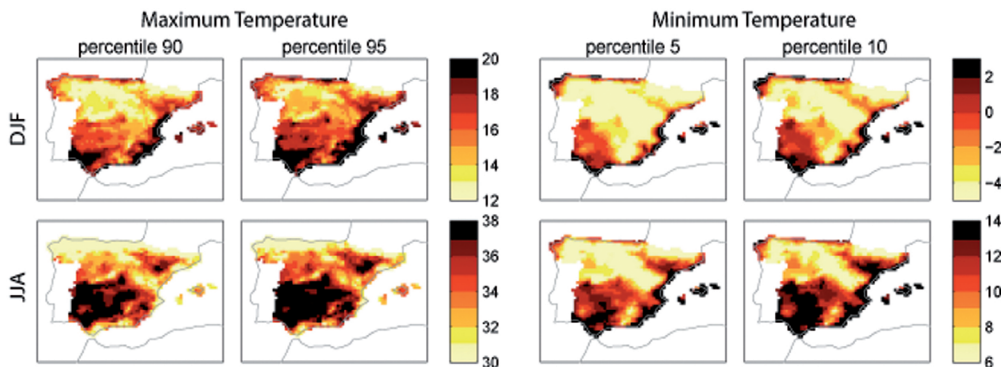 Maximum Temperature
Minimum Temperature
percentile 90
percentile 95
percentile 5
percentile 10
DJF
20
18
16
14
12
2
0
−2
−4
JJA
38
36
34
32
30
14
12
10
8
6